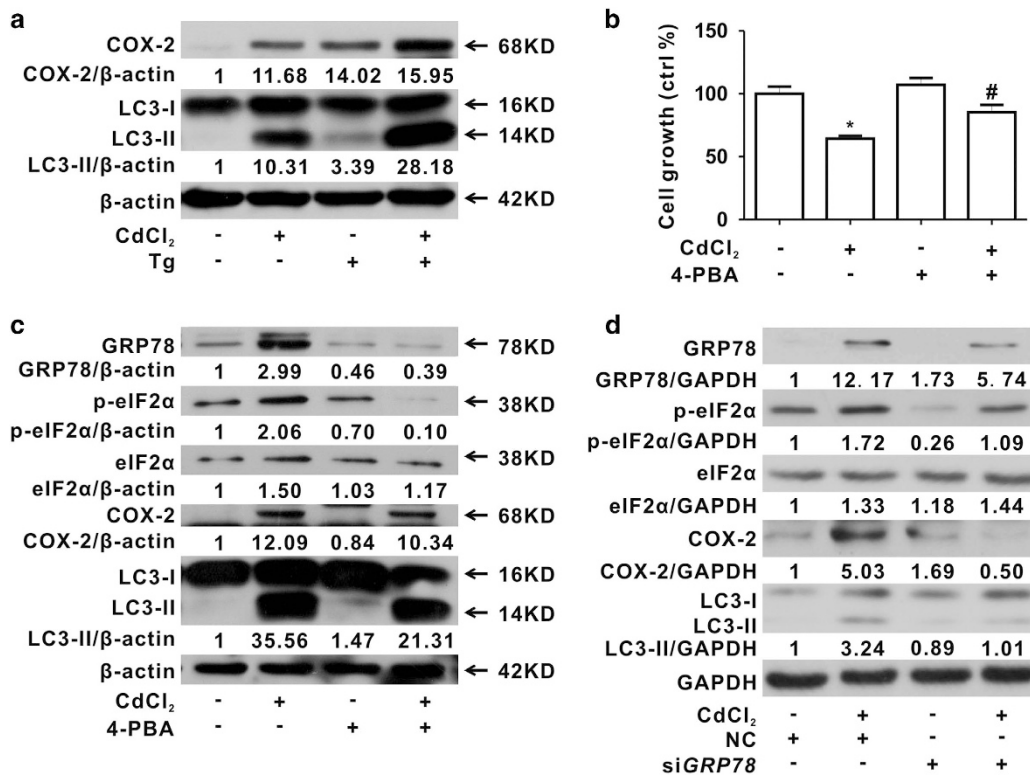 a
COX-2 ← 68KD
COX-2/β-actin 1 11.68 14.02 15.95
LC3-I ← 16KD
LC3-II ← 14KD
LC3-II/β-actin 1 10.31 3.39 28.18
β-actin ← 42KD
CdCl₂ - + - +
Tg - - + +
b
Cell growth (ctrl %)
150
100
50
0
*
#
CdCl₂ - + - +
4-PBA - - + +
c
GRP78 ← 78KD
GRP78/β-actin 1 2.99 0.46 0.39
p-eIF2α ← 38KD
p-eIF2α/β-actin 1 2.06 0.70 0.10
eIF2α ← 38KD
eIF2α/β-actin 1 1.50 1.03 1.17
COX-2 ← 68KD
COX-2/β-actin 1 12.09 0.84 10.34
LC3-I ← 16KD
LC3-II ← 14KD
LC3-II/β-actin 1 35.56 1.47 21.31
β-actin ← 42KD
CdCl₂ - + - +
4-PBA - - + +
d
GRP78
GRP78/GAPDH 1 12.17 1.73 5.74
p-eIF2α
p-eIF2α/GAPDH 1 1.72 0.26 1.09
eIF2α
eIF2α/GAPDH 1 1.33 1.18 1.44
COX-2
COX-2/GAPDH 1 5.03 1.69 0.50
LC3-I
LC3-II
LC3-II/GAPDH 1 3.24 0.89 1.01
GAPDH
CdCl₂ - + - +
NC + + - -
siGRP78 - - + +